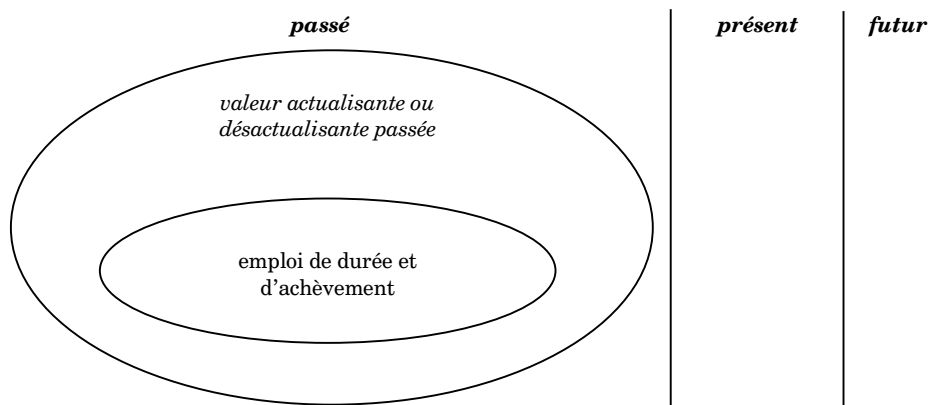 passé présent futur
valeur actualisante ou
désactualisante passée
emploi de durée et
d'achèvement